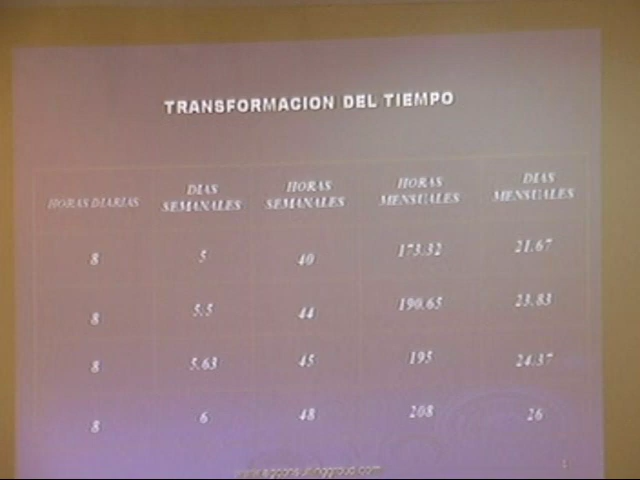 TRANSFORMACION DEL TIEMPO
HORAS DIARIAS DIAS SEMANALES HORAS SEMANALES HORAS MENSUALES DIAS MENSUALES
8 5 40 173.32 21.67
8 5.5 44 190.65 23.83
8 5.63 45 195 24.37
8 6 48 208 26